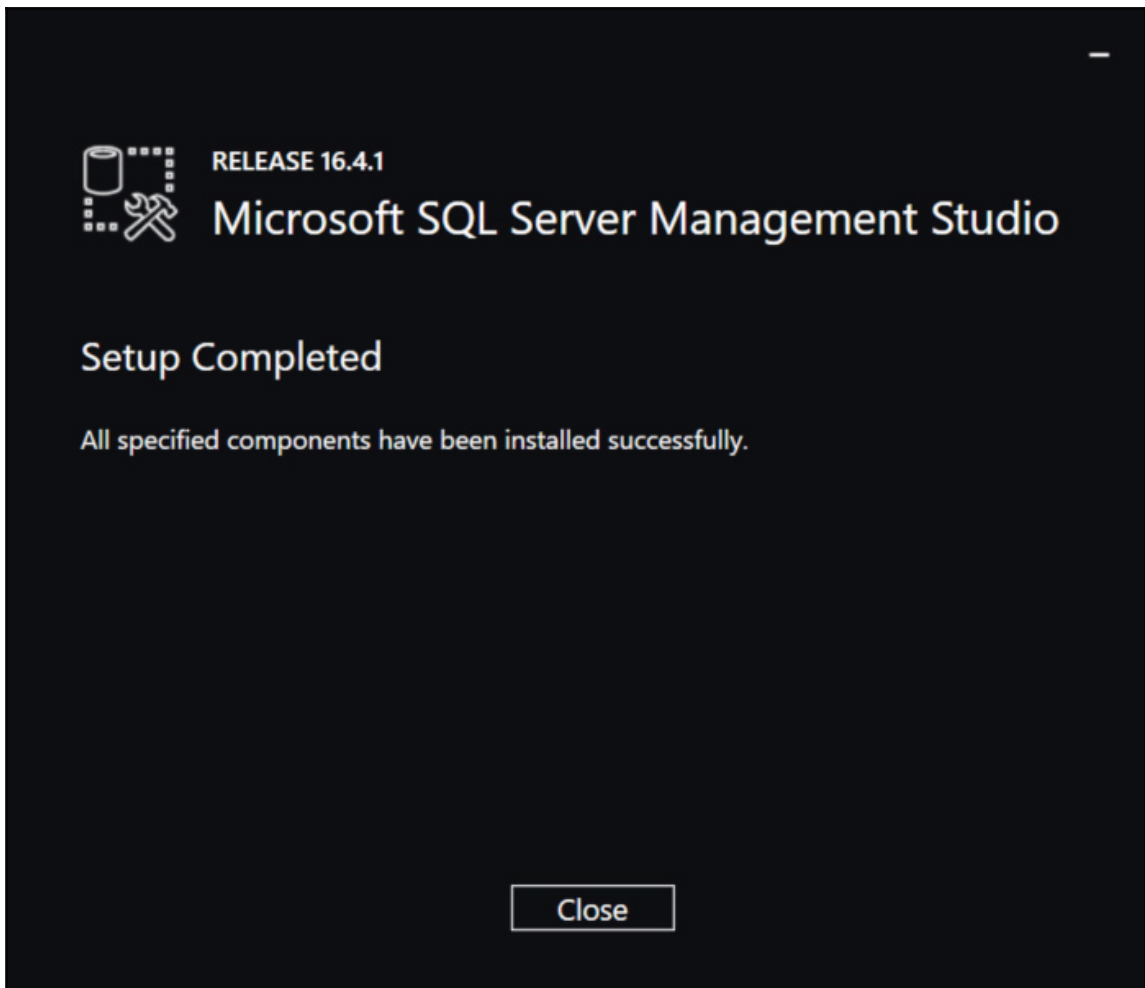 RELEASE 16.4.1
Microsoft SQL Server Management Studio
Setup Completed
All specified components have been installed successfully.
Close